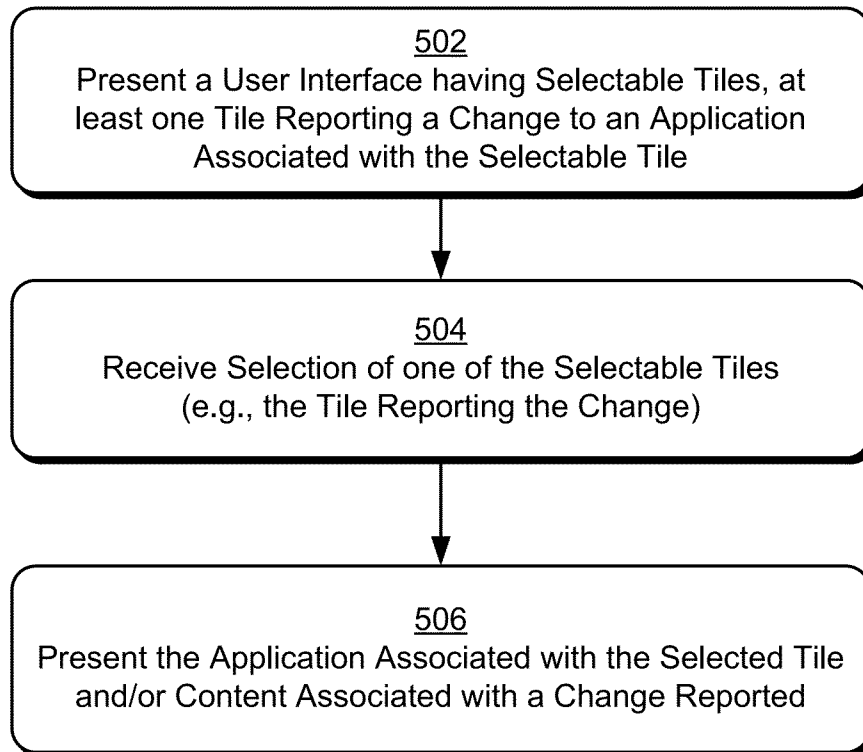 502
Present a User Interface having Selectable Tiles, at
least one Tile Reporting a Change to an Application
Associated with the Selectable Tile
504
Receive Selection of one of the Selectable Tiles
(e.g., the Tile Reporting the Change)
506
Present the Application Associated with the Selected Tile
and/or Content Associated with a Change Reported